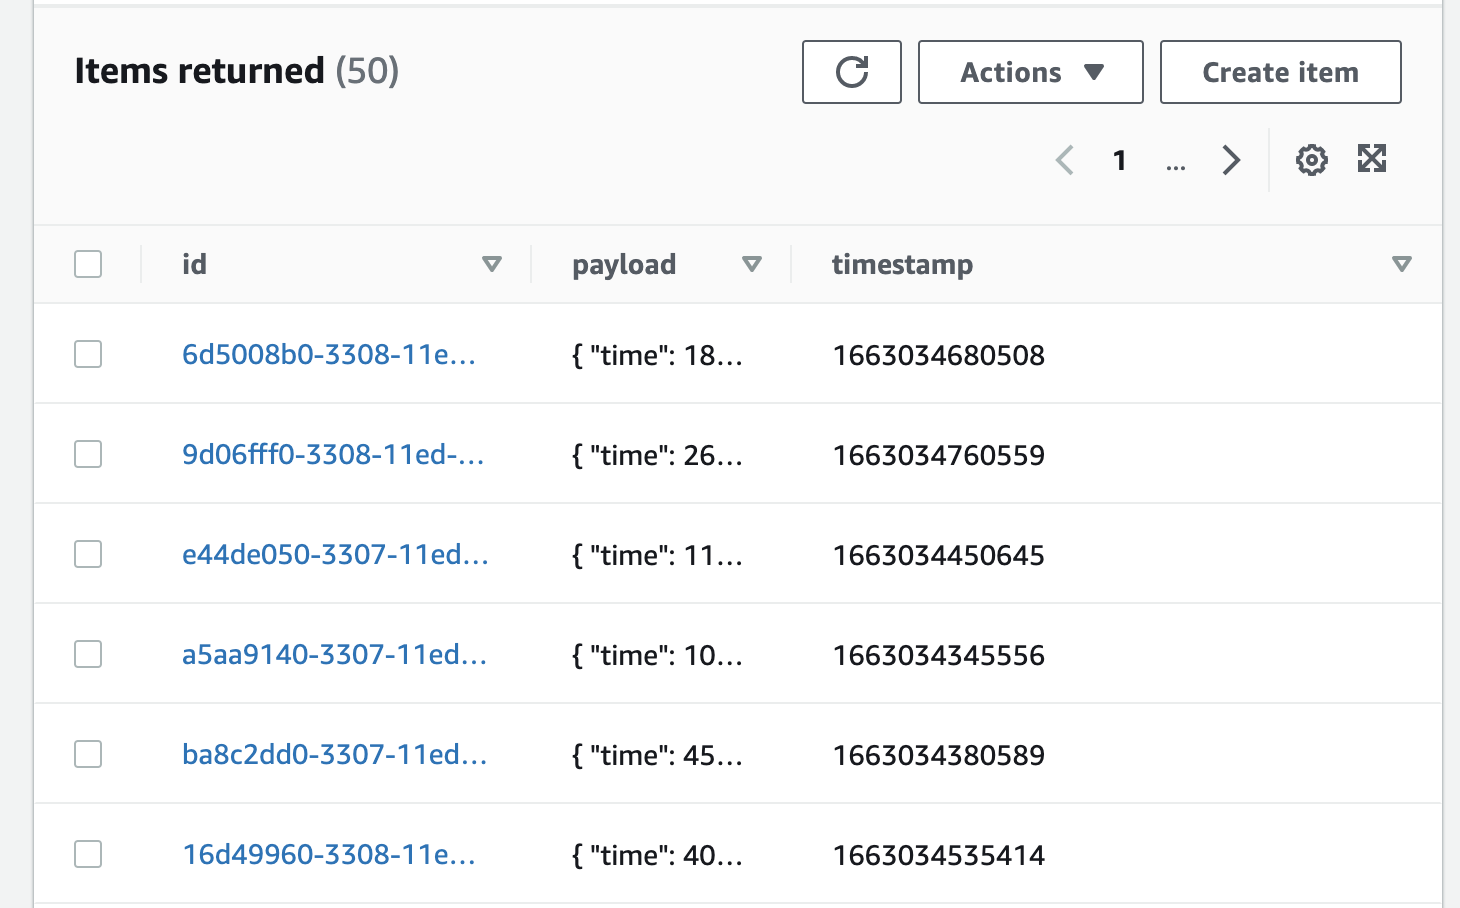 Items returned (50)
Actions
Create item
1 ...
id payload timestamp
6d5008b0-3308-11e... { "time": 18... 1663034680508
9d06fff0-3308-11ed-... { "time": 26... 1663034760559
e44de050-3307-11ed... { "time": 11... 1663034450645
a5aa9140-3307-11ed... { "time": 10... 1663034345556
ba8c2dd0-3307-11ed... { "time": 45... 1663034380589
16d49960-3308-11e... { "time": 40... 1663034535414